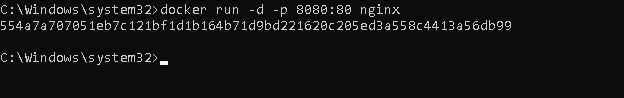 C:\Windows\system32>docker run -d -p 8080:80 nginx
554a7a707051eb7c121bf1d1b164b71d9bd221620c205ed3a558c4413a56db99
C:\Windows\system32>